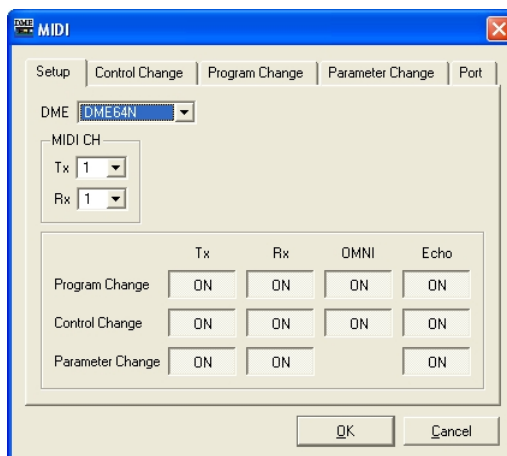 DME MIDI
Setup Control Change Program Change Parameter Change Port
DME DME64N
MIDI CH
Tx 1
Rx 1
Tx Rx OMNI Echo
Program Change ON ON ON ON
Control Change ON ON ON ON
Parameter Change ON ON ON
OK Cancel